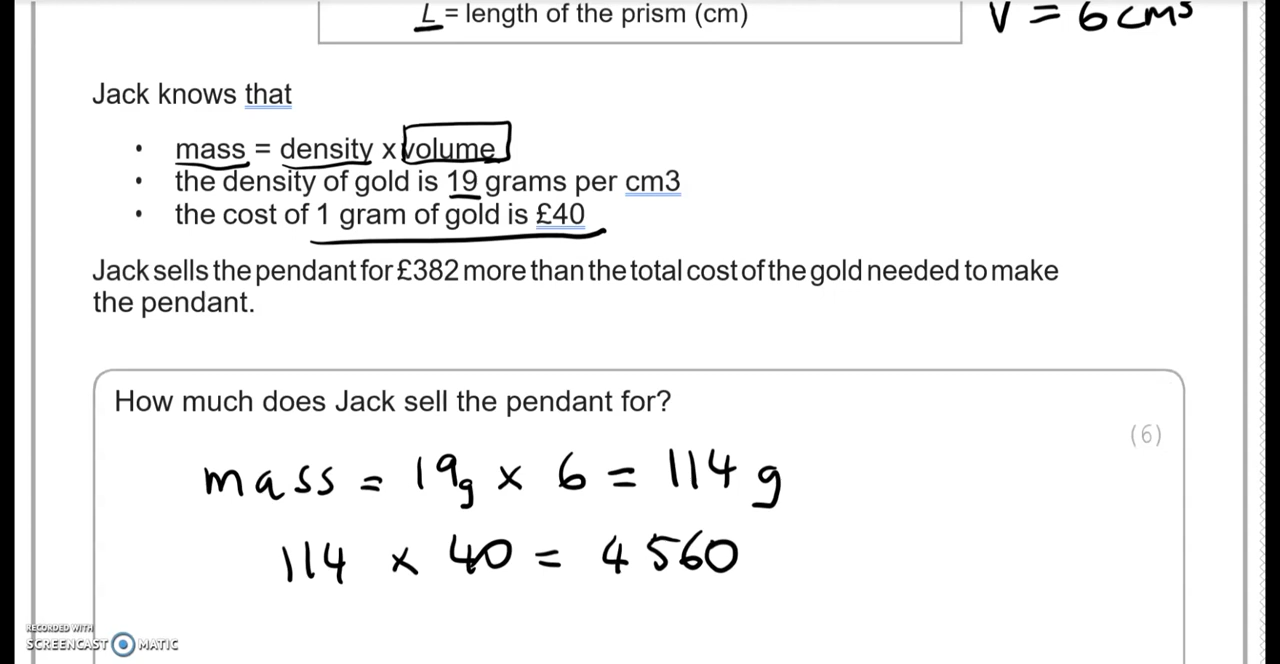 L = length of the prism (cm)
V = 6 cm³
Jack knows that
• mass = density x volume
• the density of gold is 19 grams per cm3
• the cost of 1 gram of gold is £40
Jack sells the pendant for £382 more than the total cost of the gold needed to make
the pendant.
How much does Jack sell the pendant for?
(6)
mass = 19g x 6 = 114 g
114 x 40 = 4560
RECORDED WITH
SCREENCAST MATIC